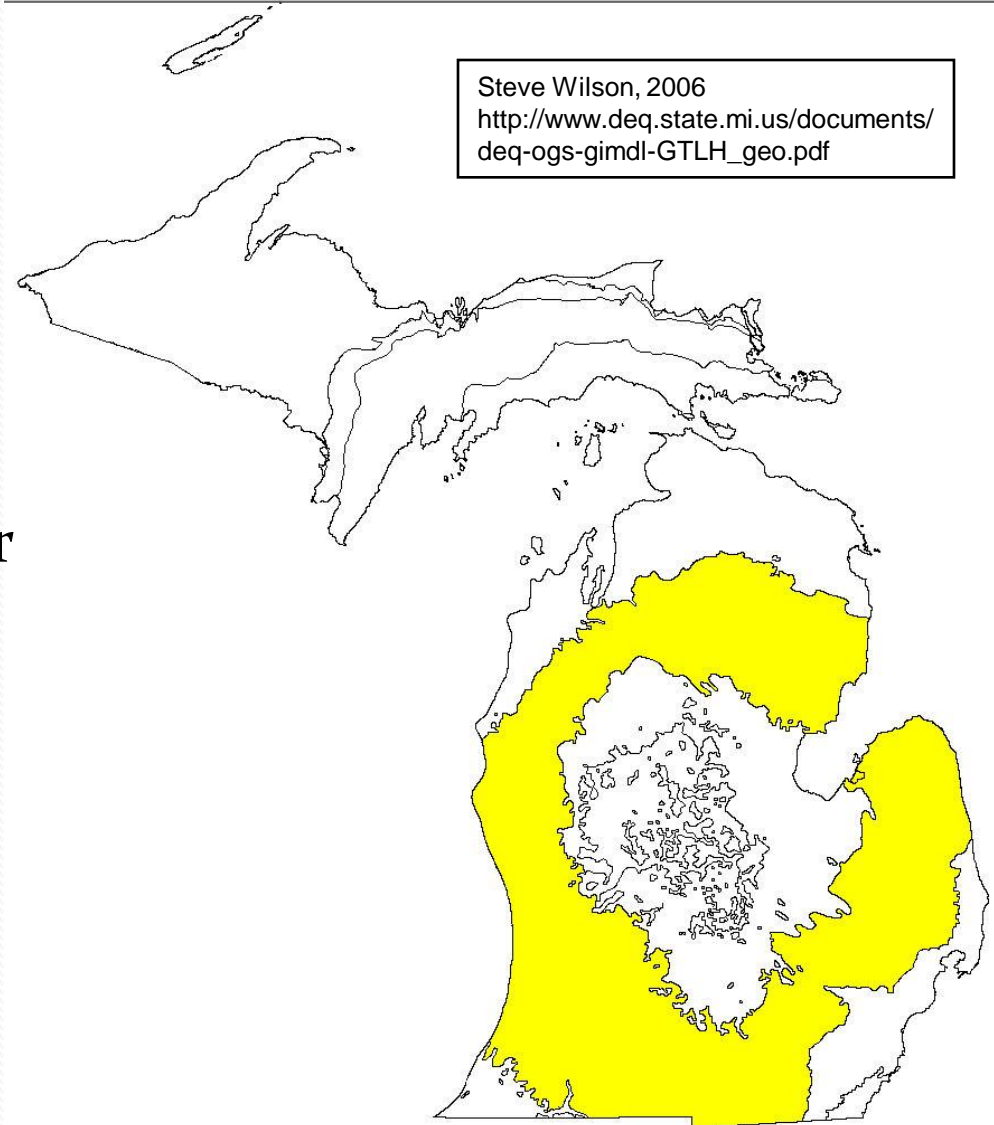 Steve Wilson, 2006
http://www.deq.state.mi.us/documents/
deq-ogs-gimdl-GTLH_geo.pdf
r